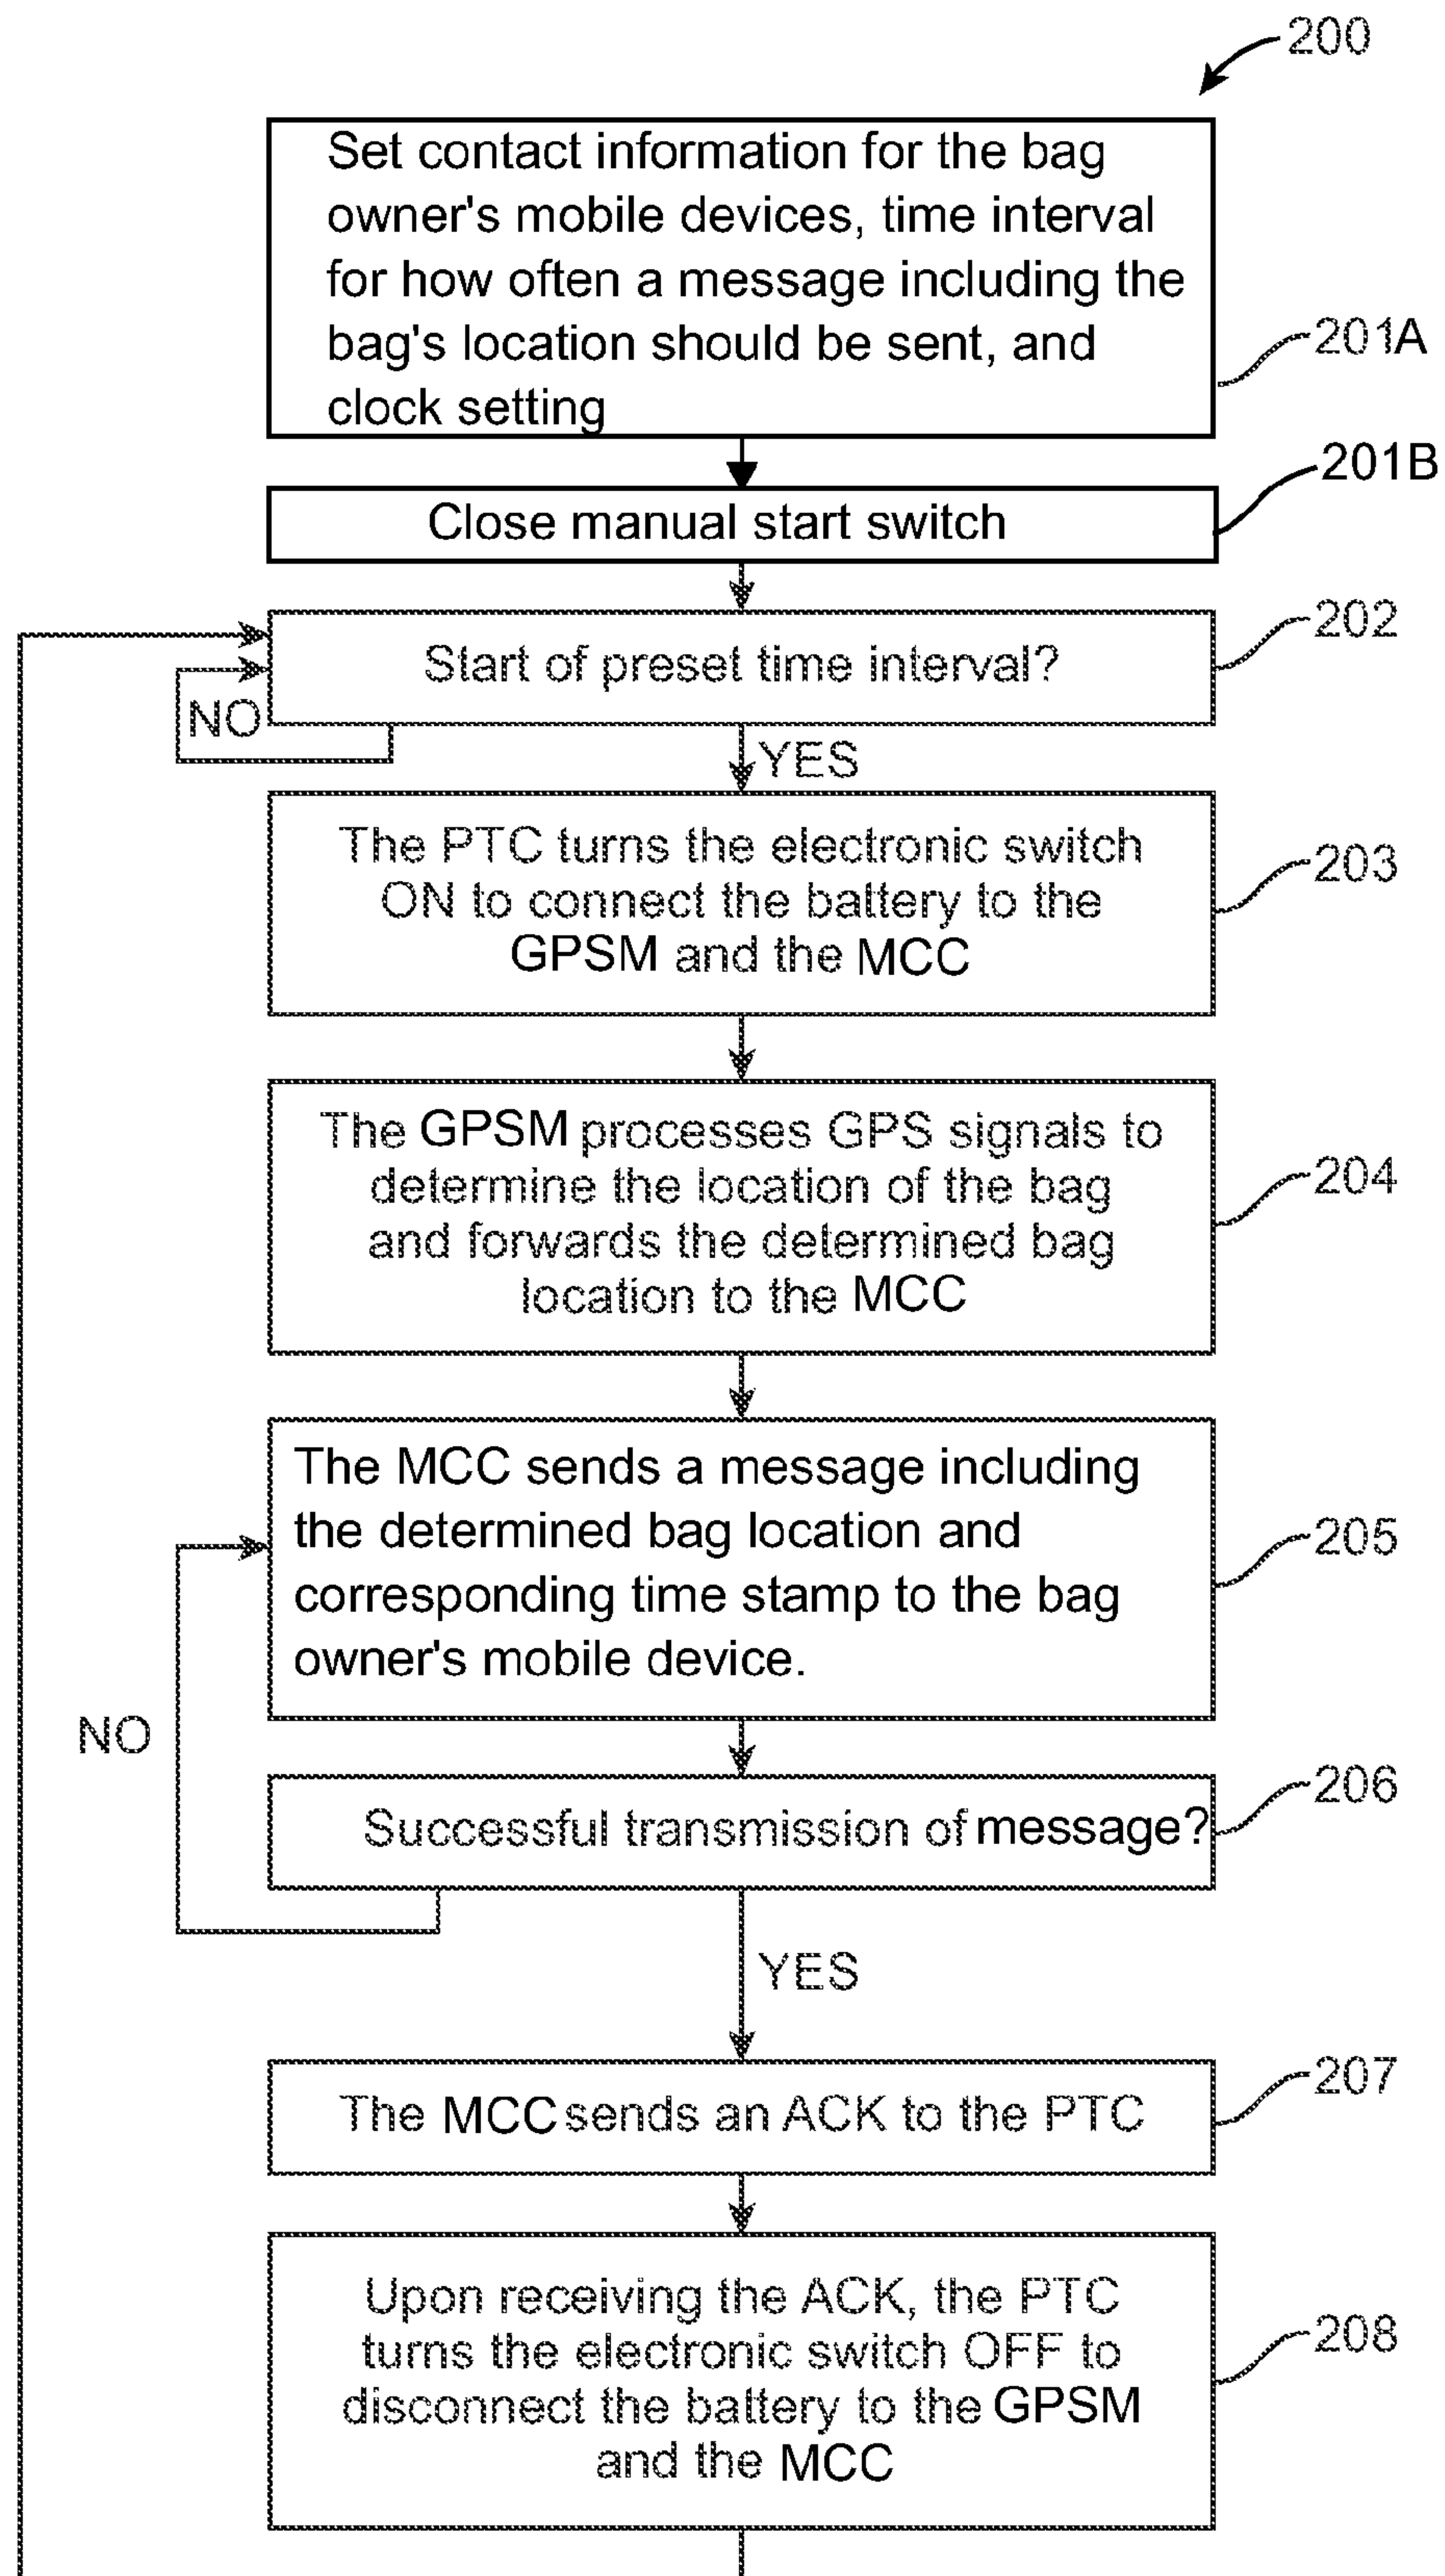 200
Set contact information for the bag
owner's mobile devices, time interval
for how often a message including the
bag's location should be sent, and
clock setting
201A
201B
Close manual start switch
202
Start of preset time interval?
NO
YES
The PTC turns the electronic switch
ON to connect the battery to the
GPSM and the MCC
203
The GPSM processes GPS signals to
determine the location of the bag
and forwards the determined bag
location to the MCC
204
The MCC sends a message including
the determined bag location and
corresponding time stamp to the bag
owner's mobile device.
205
NO
206
Successful transmission of message?
YES
207
The MCC sends an ACK to the PTC
Upon receiving the ACK, the PTC
turns the electronic switch OFF to
disconnect the battery to the GPSM
and the MCC
208